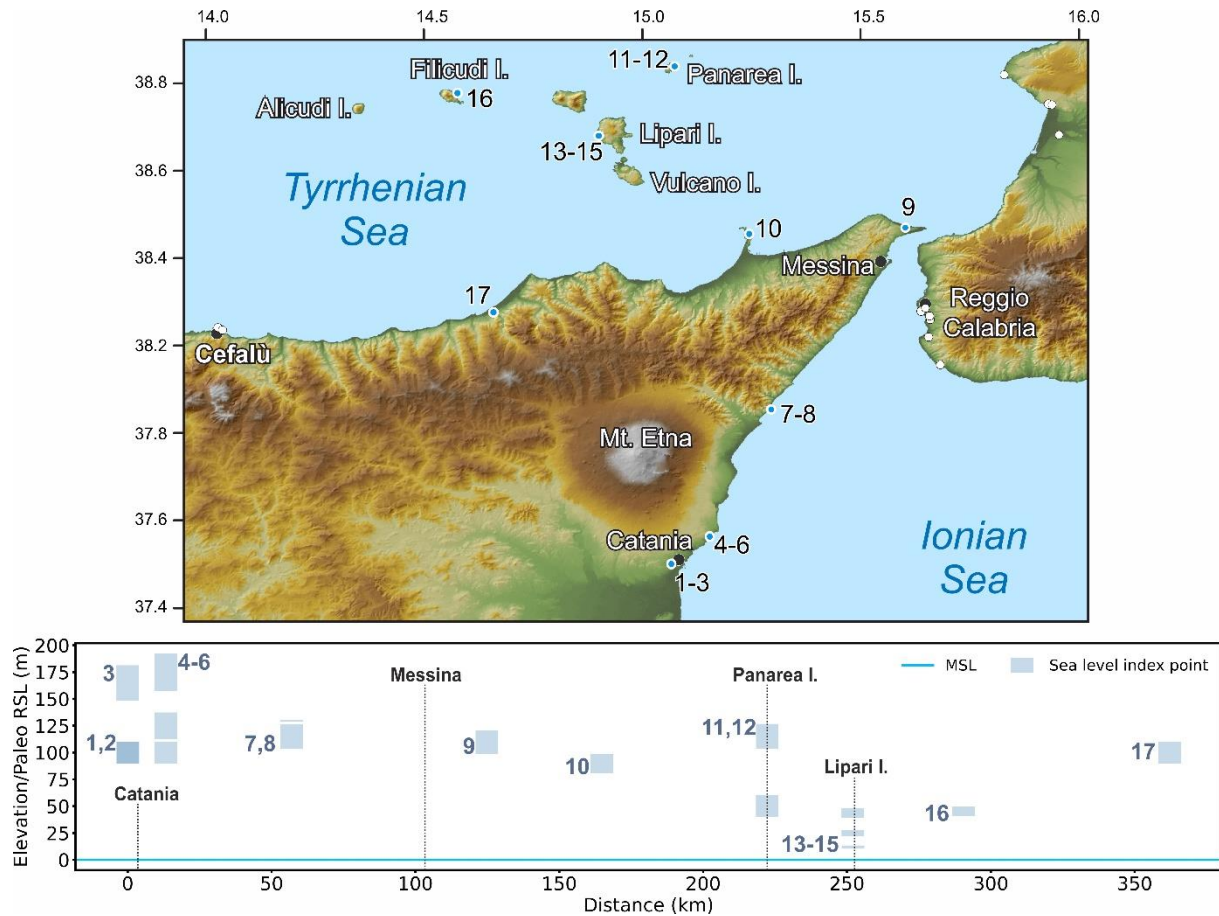 14.0 14.5 15.0 15.5 16.0
38.8
38.6
38.4
38.2
37.8
37.6
37.4
Filicudi I.
11-12
Panarea I.
Alicudi I.
16
13-15
Lipari I.
Vulcano I.
Tyrrhenian
Sea
10
9
Messina
17
Reggio
Calabria
Cefalù
7-8
Mt. Etna
Catania
4-6
1-3
Ionian
Sea
Elevation/Paleo RSL (m)
200
175
150
125
100
75
50
25
0
3
4-6
1,2
Catania
7,8
Messina
9
10
Panarea I.
11,12
Lipari I.
13-15
16
17
MSL
Sea level index point
0 50 100 150 200 250 300 350
Distance (km)